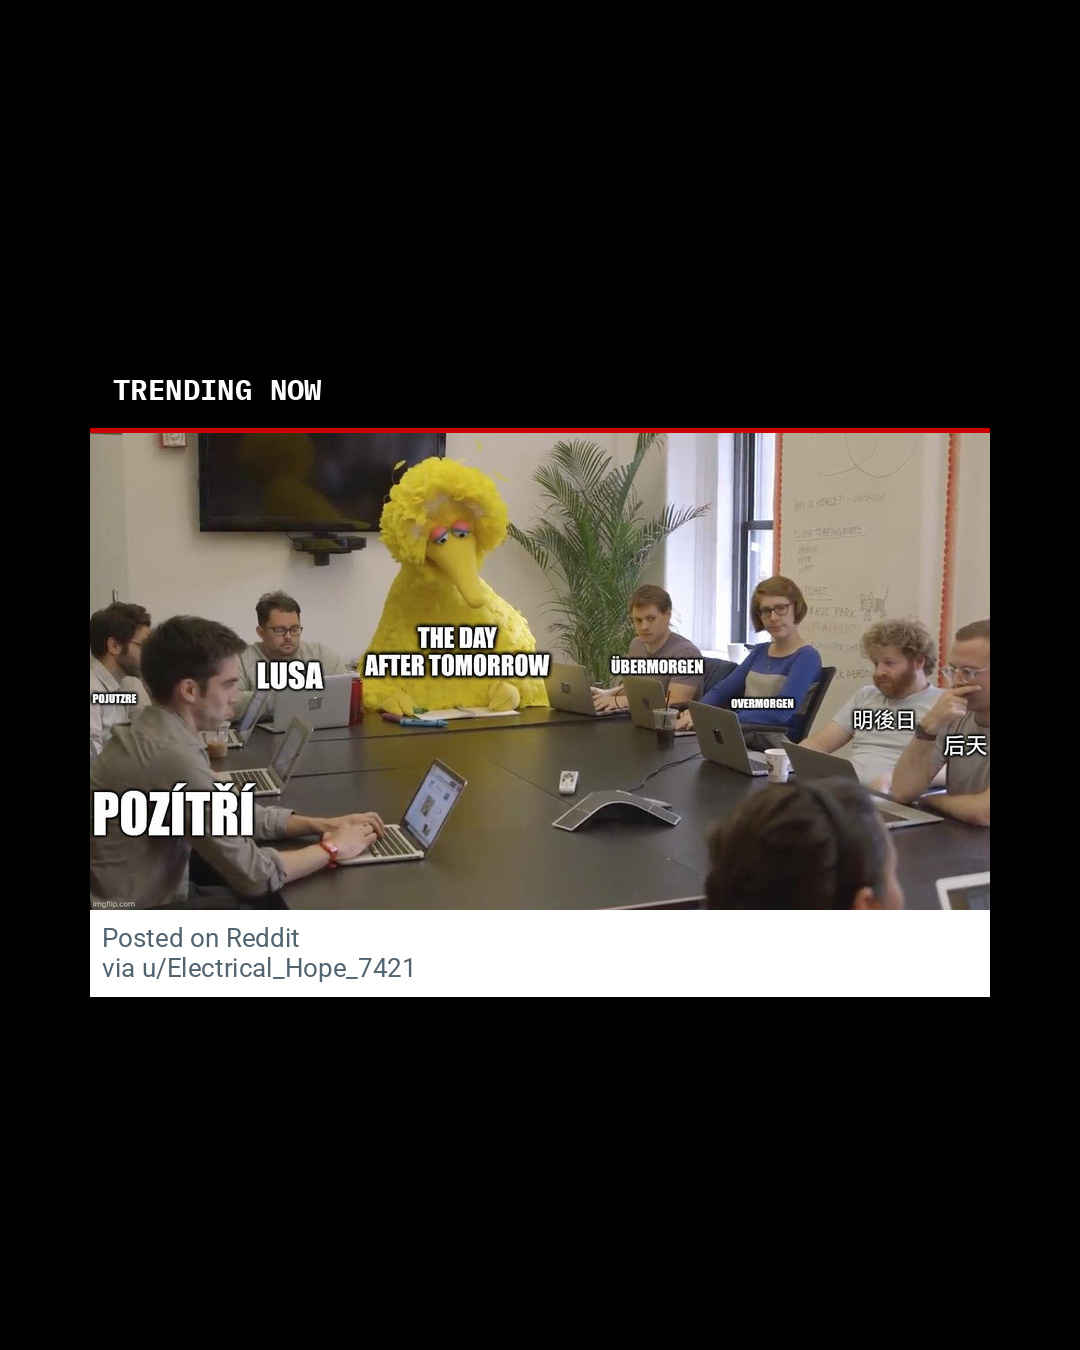 TRENDING NOW
THE DAY
AFTER TOMORROW
LUSA
ÜBERMORGEN
POJUTZRE
OVERMORGEN
明後日
后天
POZÍTŘÍ
imgflip.com
Posted on Reddit
via u/Electrical_Hope_7421